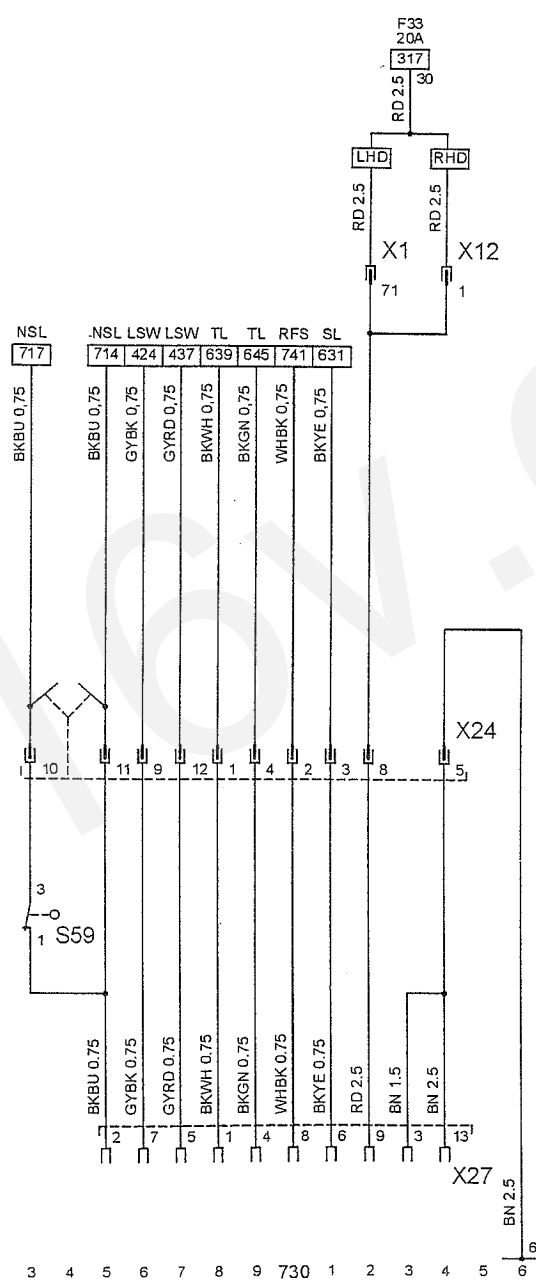 F33
20A
317
30
RD 2.5
LHD
RHD
RD 2.5
RD 2.5
X1
X12
71
1
NSL
NSL LSW LSW TL TL RFS SL
717
714 424 437 639 645 741 631
BKBU 0,75
BKBU 0,75
GYBK 0,75
GYRD 0,75
BKWH 0,75
BKGN 0,75
WHBK 0,75
BKYE 0,75
X24
10 11 9 12 1 4 2 3 8 5
3
1
S59
BKBU 0.75
GYBK 0.75
GYRD 0.75
BKWH 0.75
BKGN 0.75
WHBK 0.75
BKYE 0.75
RD 2.5
BN 1.5
BN 2.5
2 7 5 1 4 8 6 9 3 13
X27
BN 2.5
6
3 4 5 6 7 8 9 730 1 2 3 4 5 6
16v.